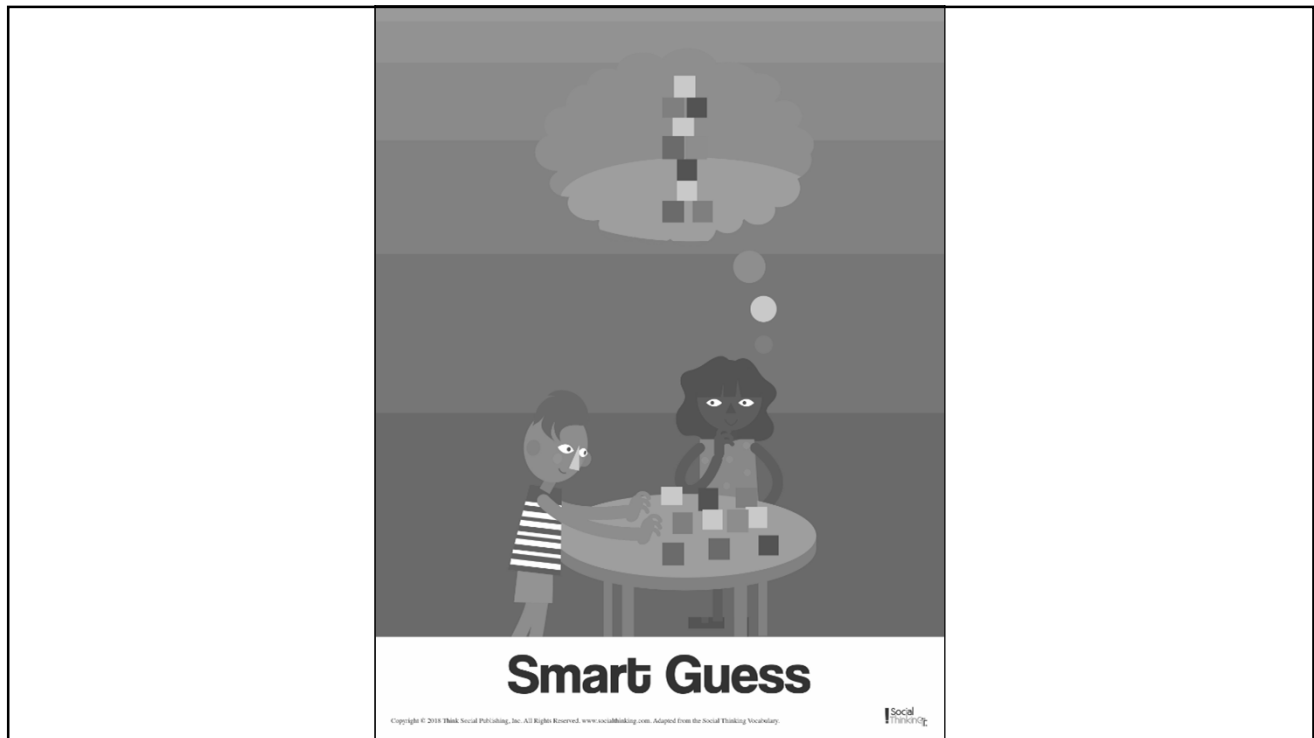 Smart Guess
Copyright © 2018 Think Social Publishing, Inc. All Rights Reserved. www.socialthinking.com. Adapted from the Social Thinking Vocabulary.
Social
Thinking